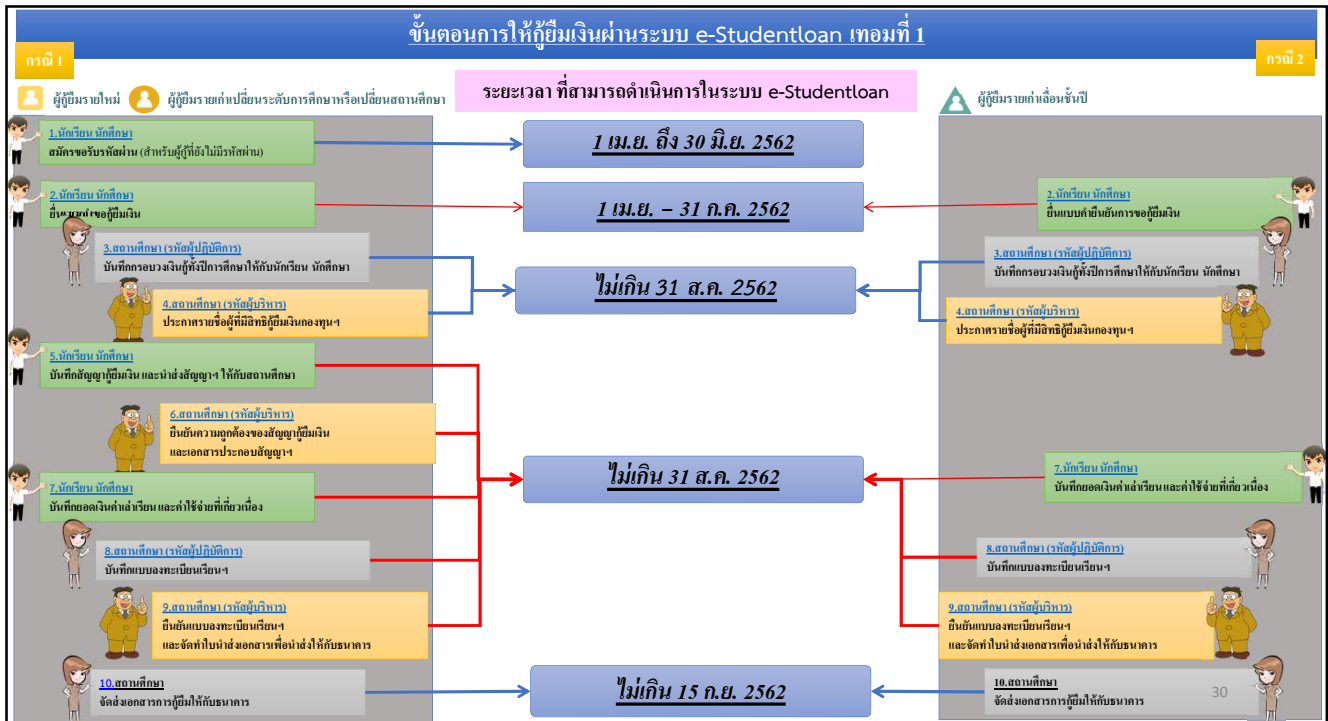 ขั้นตอนการให้กู้ยืมเงินผ่านระบบ e-Studentloan เทอมที่ 1
กรณี 1
กรณี 2
ผู้กู้ยืมรายใหม่
ผู้กู้ยืมรายเก่าเปลี่ยนระดับการศึกษาหรือเปลี่ยนสถานศึกษา
ระยะเวลา ที่สามารถดำเนินการในระบบ e-Studentloan
ผู้กู้ยืมรายเก่าเลื่อนชั้นปี
1.นักเรียน นักศึกษา
สมัครขอรับรหัสผ่าน (สำหรับผู้กู้ที่ยังไม่มีรหัสผ่าน)
1 เม.ย. ถึง 30 มิ.ย. 2562
2.นักเรียน นักศึกษา
ขอกู้ยืมเงิน
1 เม.ย. – 31 ก.ค. 2562
2.นักเรียน นักศึกษา
ยื่นแบบคำยืนยันการขอกู้ยืมเงิน
3.สถานศึกษา (รหัสผู้ปฏิบัติการ)
บันทึกกรอบวงเงินกู้ทั้งปีการศึกษาให้กับนักเรียน นักศึกษา
4.สถานศึกษา (รหัสผู้บริหาร)
ประกาศรายชื่อผู้ที่มีสิทธิกู้ยืมเงินกองทุนฯ
ไม่เกิน 31 ส.ค. 2562
3.สถานศึกษา (รหัสผู้ปฏิบัติการ)
บันทึกกรอบวงเงินกู้ทั้งปีการศึกษาให้กับนักเรียน นักศึกษา
4.สถานศึกษา (รหัสผู้บริหาร)
ประกาศรายชื่อผู้ที่มีสิทธิกู้ยืมเงินกองทุนฯ
5.นักเรียน นักศึกษา
บันทึกสัญญากู้ยืมเงิน และนำส่งสัญญาฯ ให้กับสถานศึกษา
6.สถานศึกษา (รหัสผู้บริหาร)
ยืนยันความถูกต้องของสัญญากู้ยืมเงิน
และเอกสารประกอบสัญญาฯ
7.นักเรียน นักศึกษา
บันทึกยอดเงินค่าเล่าเรียน และค่าใช้จ่ายที่เกี่ยวเนื่อง
ไม่เกิน 31 ส.ค. 2562
7.นักเรียน นักศึกษา
บันทึกยอดเงินค่าเล่าเรียน และค่าใช้จ่ายที่เกี่ยวเนื่อง
8.สถานศึกษา (รหัสผู้ปฏิบัติการ)
บันทึกแบบลงทะเบียนเรียนฯ
9.สถานศึกษา (รหัสผู้บริหาร)
ยืนยันแบบลงทะเบียนเรียนฯ
และจัดทำใบนำส่งเอกสารเพื่อนำส่งให้กับธนาคาร
8.สถานศึกษา (รหัสผู้ปฏิบัติการ)
บันทึกแบบลงทะเบียนเรียนฯ
9.สถานศึกษา (รหัสผู้บริหาร)
ยืนยันแบบลงทะเบียนเรียนฯ
และจัดทำใบนำส่งเอกสารเพื่อนำส่งให้กับธนาคาร
10.สถานศึกษา
จัดส่งเอกสารการกู้ยืมให้กับธนาคาร
ไม่เกิน 15 ก.ย. 2562
10.สถานศึกษา
จัดส่งเอกสารการกู้ยืมให้กับธนาคาร
30